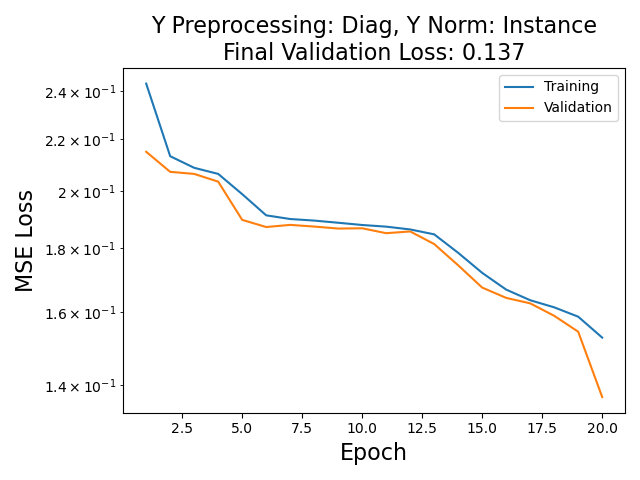 Y Preprocessing: Diag, Y Norm: Instance
Final Validation Loss: 0.137
Training
Validation
MSE Loss
2.4 × 10⁻¹
2.2 × 10⁻¹
2 × 10⁻¹
1.8 × 10⁻¹
1.6 × 10⁻¹
1.4 × 10⁻¹
2.5 5.0 7.5 10.0 12.5 15.0 17.5 20.0
Epoch